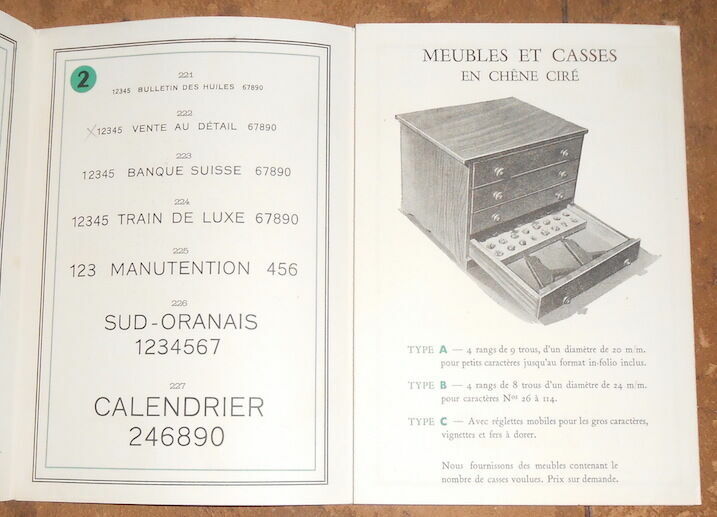 2
221
12345 BULLETIN DES HUILES 67890
222
12345 VENTE AU DÉTAIL 67890
223
12345 BANQUE SUISSE 67890
224
12345 TRAIN DE LUXE 67890
225
123 MANUTENTION 456
226
SUD-ORANAIS
1234567
227
CALENDRIER
246890
MEUBLES ET CASSES
EN CHÊNE CIRÉ
TYPE A — 4 rangs de 9 trous, d'un diamètre de 20 m/m.
pour petits caractères jusqu'au format in-folio inclus.
TYPE B — 4 rangs de 8 trous d'un diamètre de 24 m/m.
pour caractères Nos 26 à 114.
TYPE C — Avec réglettes mobiles pour les gros caractères,
vignettes et fers à dorer.
Nous fournissons des meubles contenant le
nombre de casses voulues. Prix sur demande.